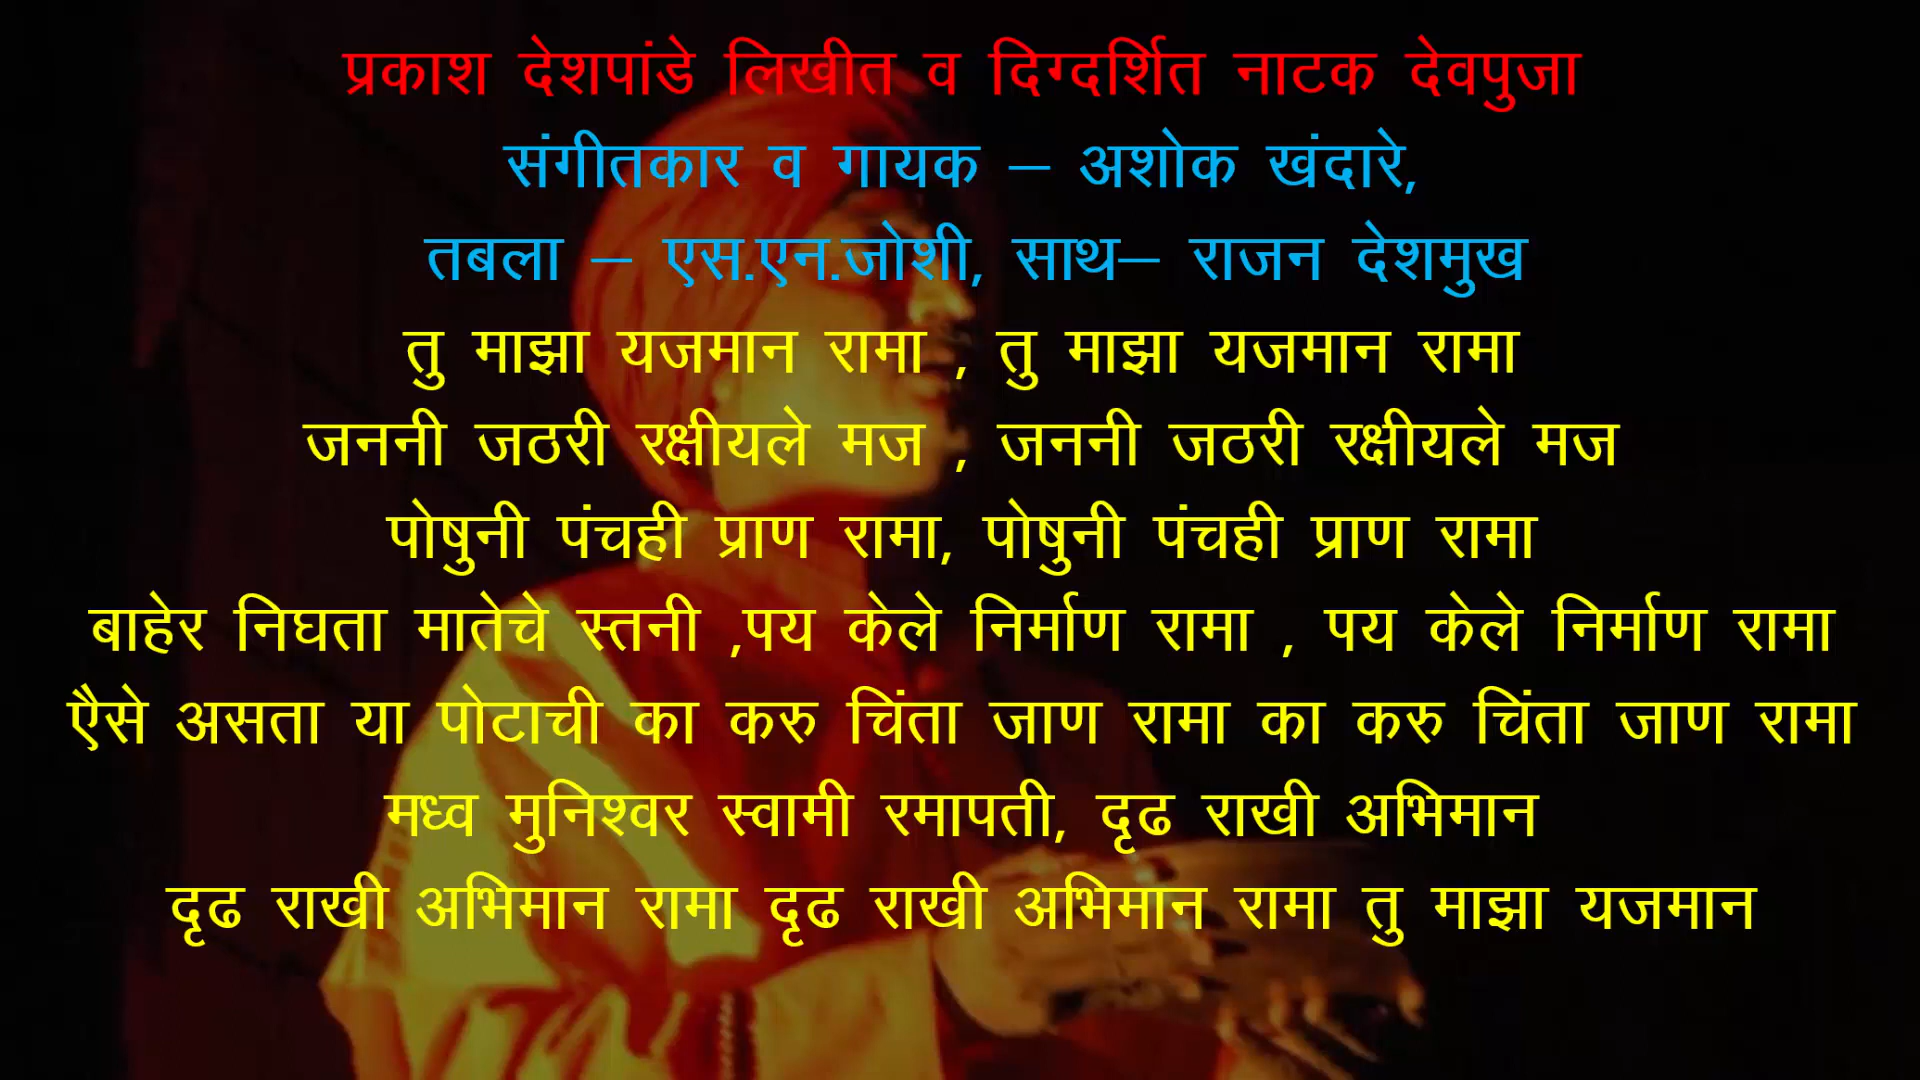 प्रकाश देशपांडे लिखीत व दिग्दर्शित नाटक देवपुजा
संगीतकार व गायक – अशोक खंदारे,
तबला – एस.एन.जोशी, साथ– राजन देशमुख
तु माझा यजमान रामा , तु माझा यजमान रामा
जननी जठरी रक्षीयले मज , जननी जठरी रक्षीयले मज
पोषुनी पंचही प्राण रामा, पोषुनी पंचही प्राण रामा
बाहेर निघता मातेचे स्तनी ,पय केले निर्माण रामा , पय केले निर्माण रामा
एैसे असता या पोटाची का करु चिंता जाण रामा का करु चिंता जाण रामा
मध्व मुनिश्वर स्वामी रमापती, दृढ राखी अभिमान
दृढ राखी अभिमान रामा दृढ राखी अभिमान रामा तु माझा यजमान